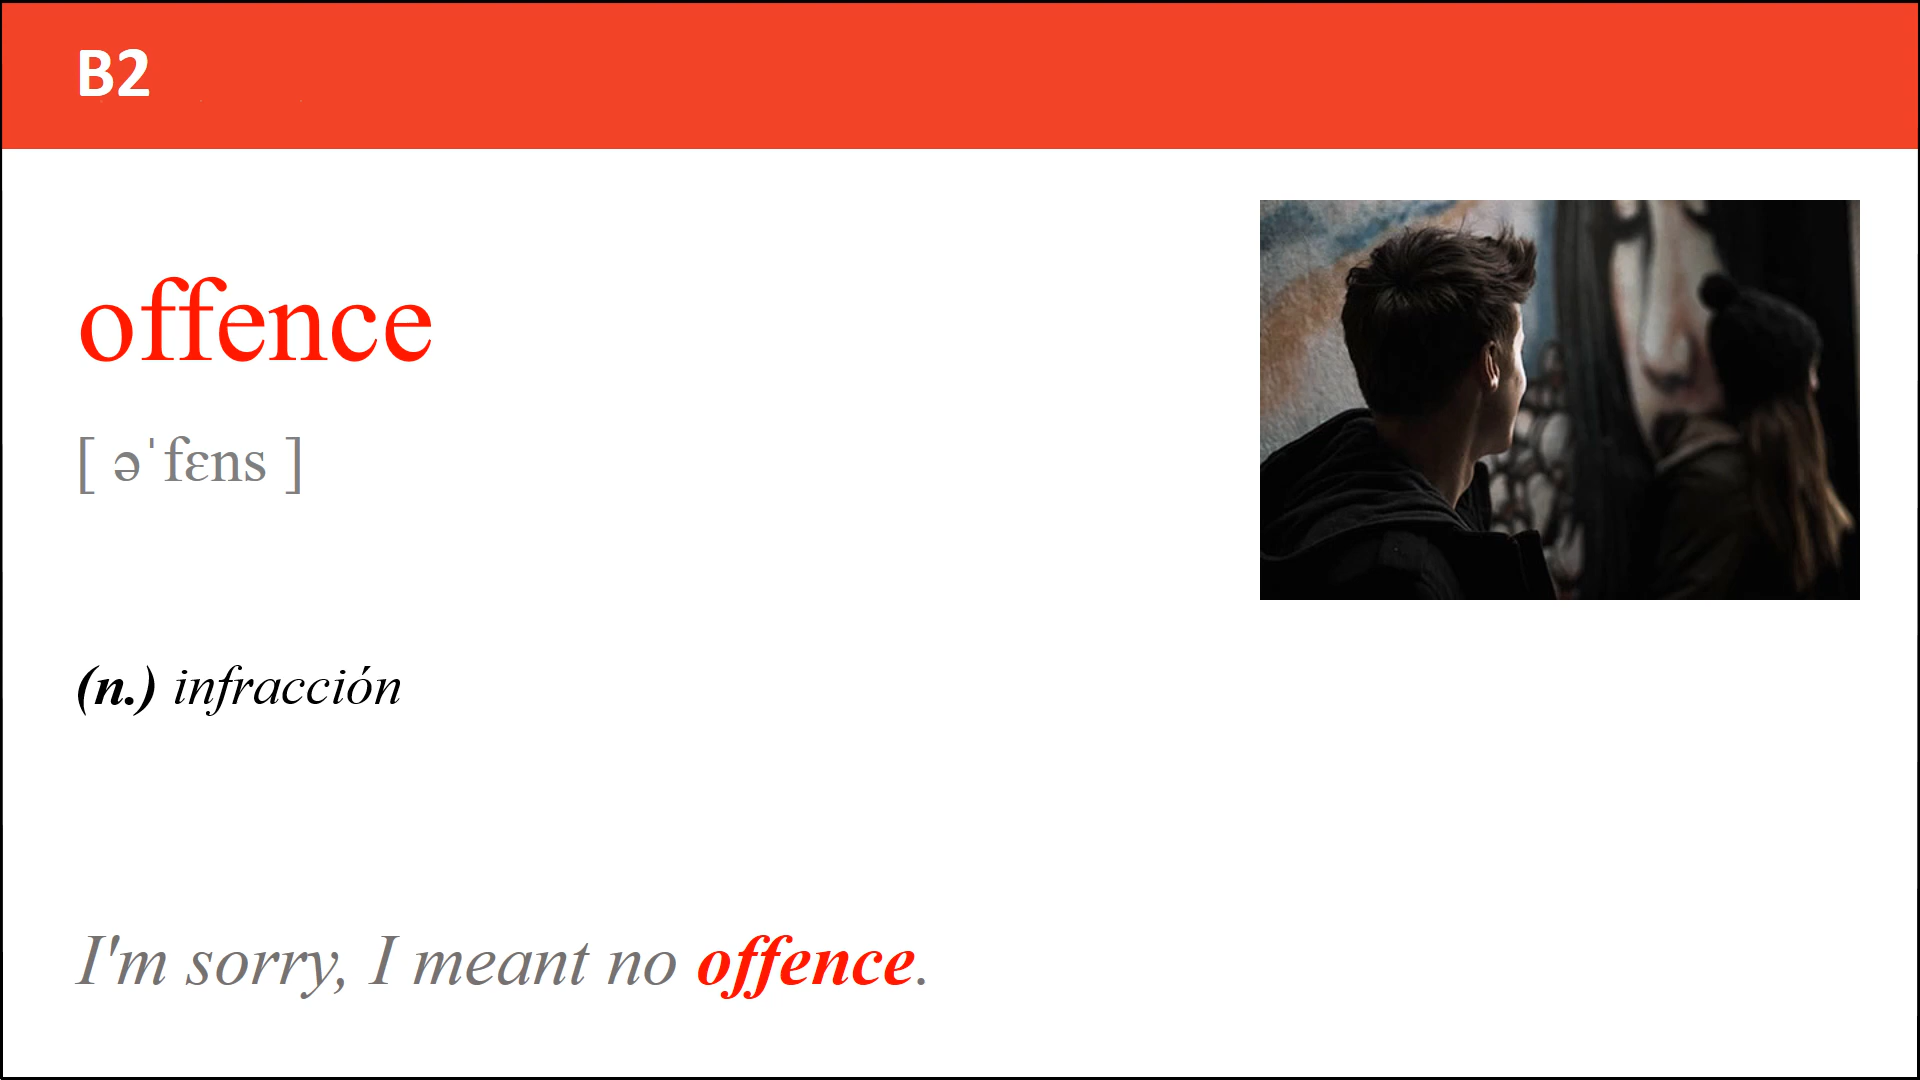 B2
offence
[ əˈfɛns ]
(n.) infracción
I'm sorry, I meant no offence.